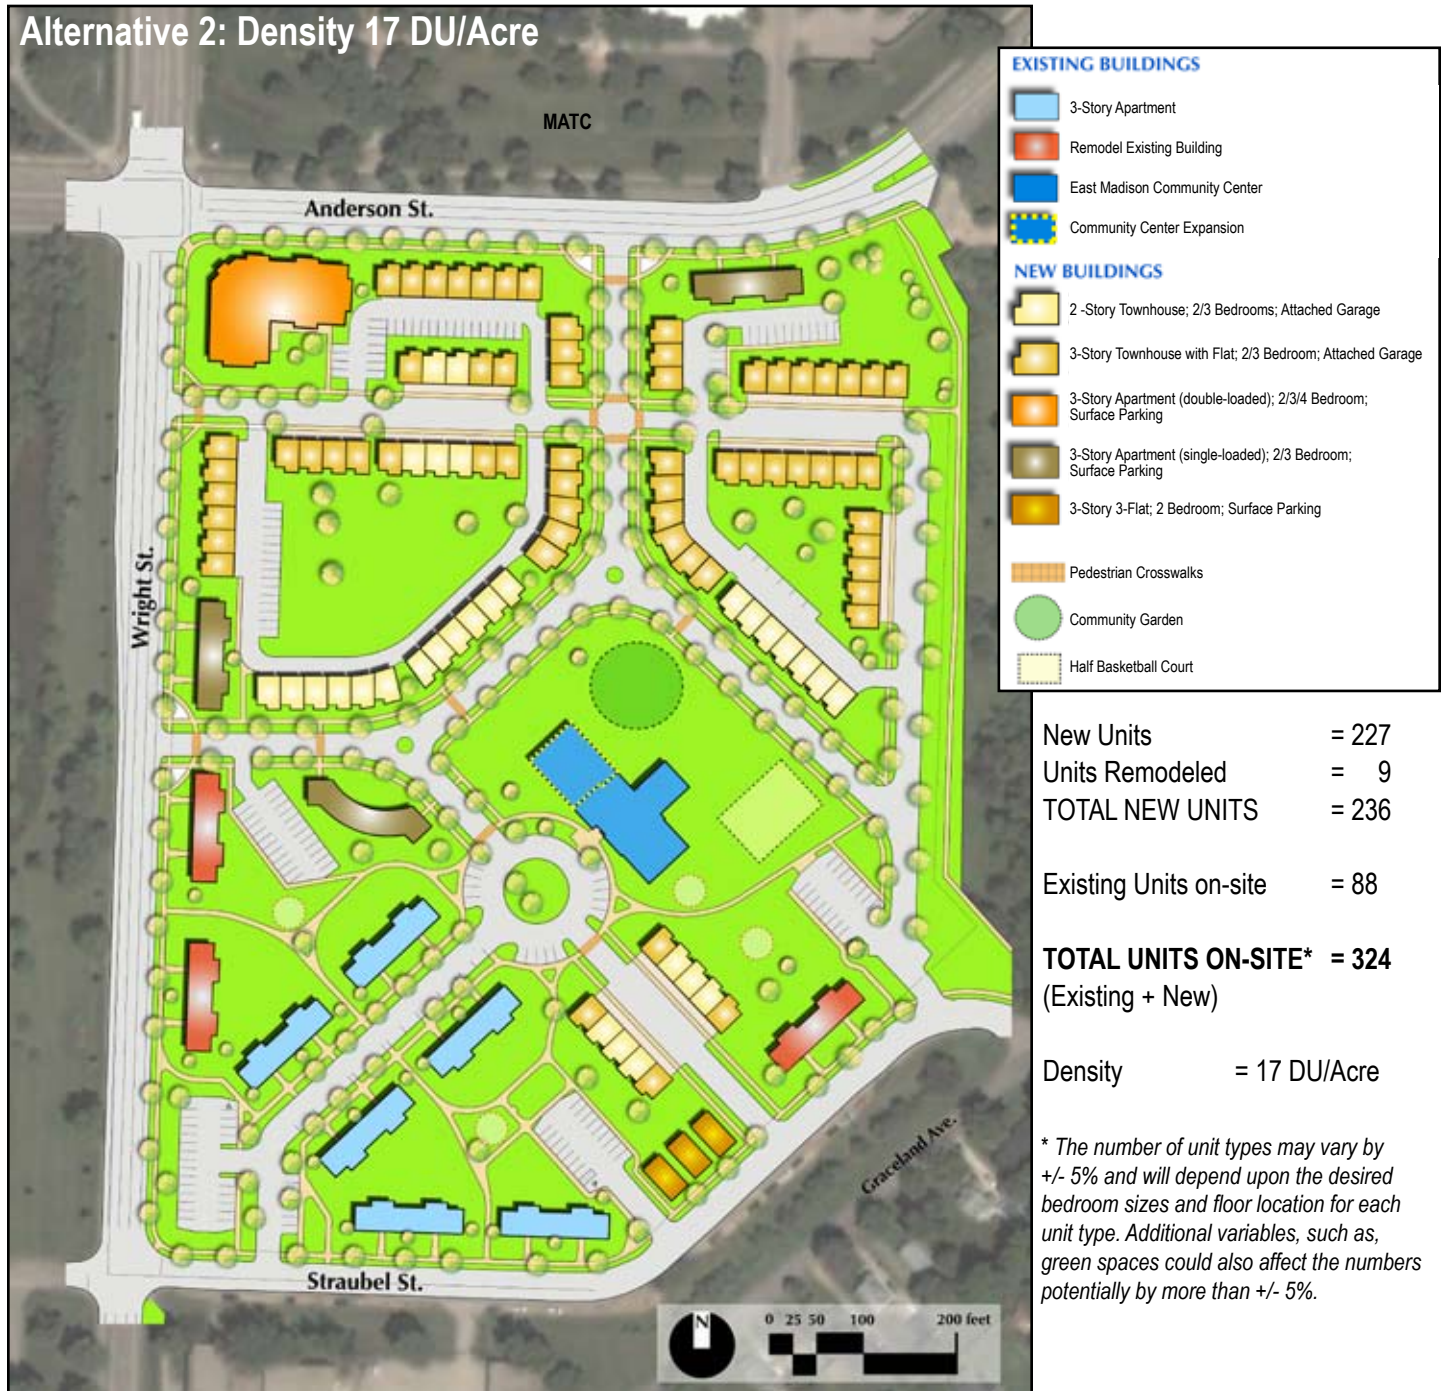 Alternative 2: Density 17 DU/Acre
MATC
Anderson St.
Wright St.
Graceland Ave.
Straubel St.
N
0 25 50 100 200 feet
EXISTING BUILDINGS
3-Story Apartment
Remodel Existing Building
East Madison Community Center
Community Center Expansion
NEW BUILDINGS
2 -Story Townhouse; 2/3 Bedrooms; Attached Garage
3-Story Townhouse with Flat; 2/3 Bedroom; Attached Garage
3-Story Apartment (double-loaded); 2/3/4 Bedroom;
Surface Parking
3-Story Apartment (single-loaded); 2/3 Bedroom;
Surface Parking
3-Story 3-Flat; 2 Bedroom; Surface Parking
Pedestrian Crosswalks
Community Garden
Half Basketball Court
New Units = 227
Units Remodeled = 9
TOTAL NEW UNITS = 236
Existing Units on-site = 88
TOTAL UNITS ON-SITE* = 324
(Existing + New)
Density = 17 DU/Acre
* The number of unit types may vary by
+/- 5% and will depend upon the desired
bedroom sizes and floor location for each
unit type. Additional variables, such as,
green spaces could also affect the numbers
potentially by more than +/- 5%.